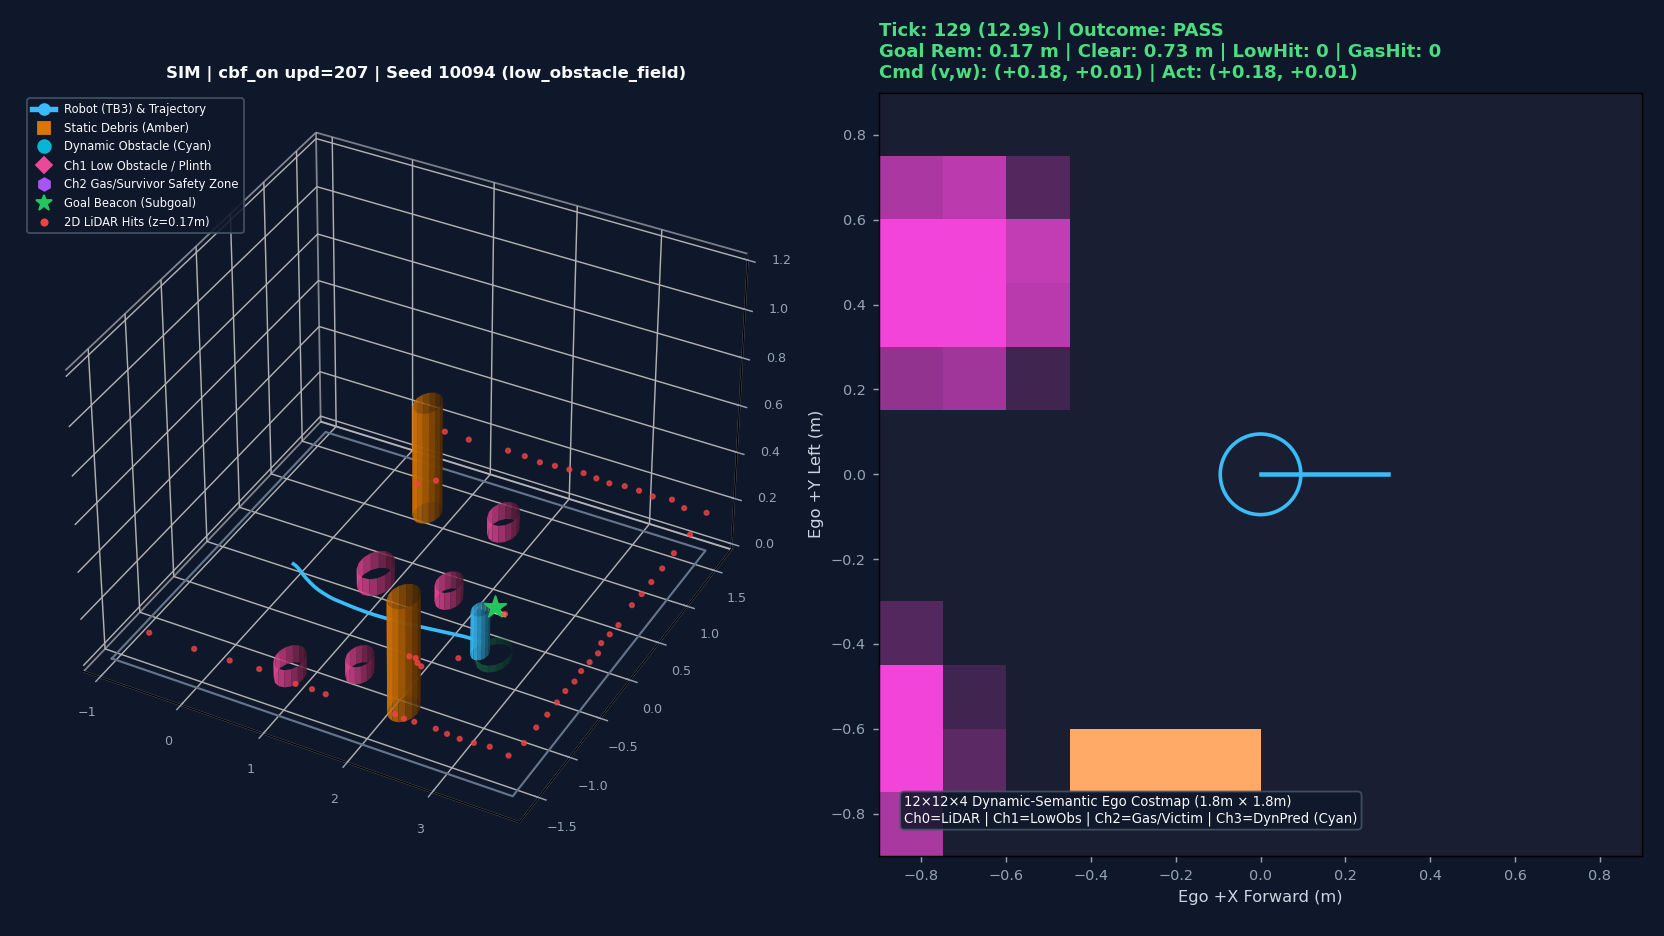 SIM | cbf_on upd=207 | Seed 10094 (low_obstacle_field)
Robot (TB3) & Trajectory
Static Debris (Amber)
Dynamic Obstacle (Cyan)
Ch1 Low Obstacle / Plinth
Ch2 Gas/Survivor Safety Zone
Goal Beacon (Subgoal)
2D LiDAR Hits (z=0.17m)
1.2
1.0
0.8
0.6
0.4
0.2
0.0
1.5
1.0
0.5
0.0
−0.5
−1.0
−1.5
−1
0
1
2
3
Tick: 129 (12.9s) | Outcome: PASS
Goal Rem: 0.17 m | Clear: 0.73 m | LowHit: 0 | GasHit: 0
Cmd (v,w): (+0.18, +0.01) | Act: (+0.18, +0.01)
Ego +Y Left (m)
0.8
0.6
0.4
0.2
0.0
−0.2
−0.4
−0.6
−0.8
12×12×4 Dynamic-Semantic Ego Costmap (1.8m × 1.8m)
Ch0=LiDAR | Ch1=LowObs | Ch2=Gas/Victim | Ch3=DynPred (Cyan)
−0.8 −0.6 −0.4 −0.2 0.0 0.2 0.4 0.6 0.8
Ego +X Forward (m)